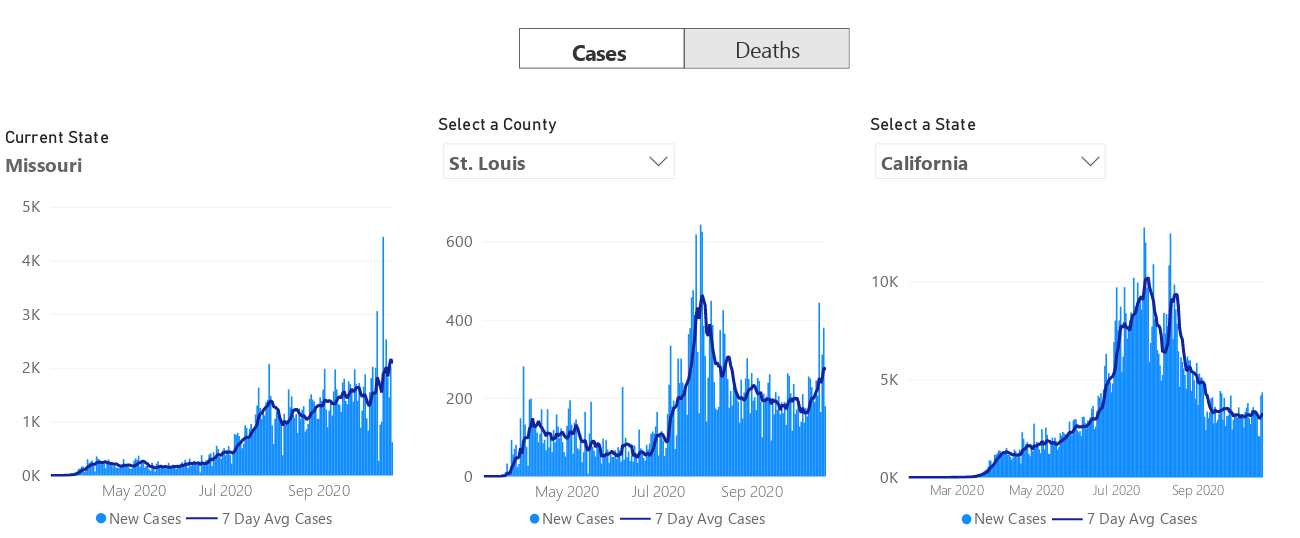 Cases
Deaths
Current State
Missouri
5K
4K
3K
2K
1K
0K
May 2020
Jul 2020
Sep 2020
New Cases
7 Day Avg Cases
Select a County
St. Louis
600
400
200
0
May 2020
Jul 2020
Sep 2020
New Cases
7 Day Avg Cases
Select a State
California
10K
5K
0K
Mar 2020
May 2020
Jul 2020
Sep 2020
New Cases
7 Day Avg Cases